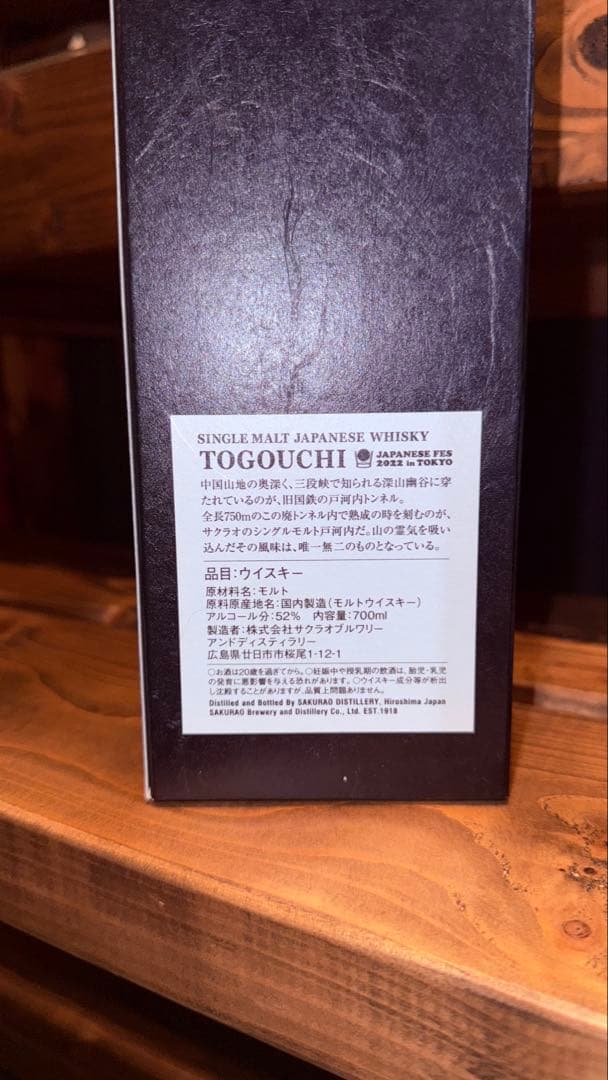 SINGLE MALT JAPANESE WHISKY
TOGOUCHI JAPANESE FES 2022 in TOKYO
中国山地の奥深く、三段峡で知られる深山幽谷に穿
たれているのが、旧国鉄の戸河内トンネル。
全長750mのこの廃トンネル内で熟成の時を刻むのが、
サクラオのシングルモルト戸河内だ。山の霊気を吸い
込んだその風味は、唯一無二のものとなっている。
品目:ウイスキー
原材料名:モルト
原料原産地名:国内製造(モルトウイスキー)
アルコール分:52% 内容量:700ml
製造者:株式会社サクラオブルワリー
アンドディスティラリー
広島県廿日市市桜尾1-12-1
○お酒は20歳を過ぎてから。○妊娠中や授乳期の飲酒は、胎児・乳児
の発育に悪影響を与える恐れがあります。○ウイスキー成分等が析出
し沈殿することがありますが、品質上問題ありません。
Distilled and Bottled By SAKURAO DISTILLERY, Hiroshima Japan
SAKURAO Brewery and Distillery Co., Ltd. EST.1918